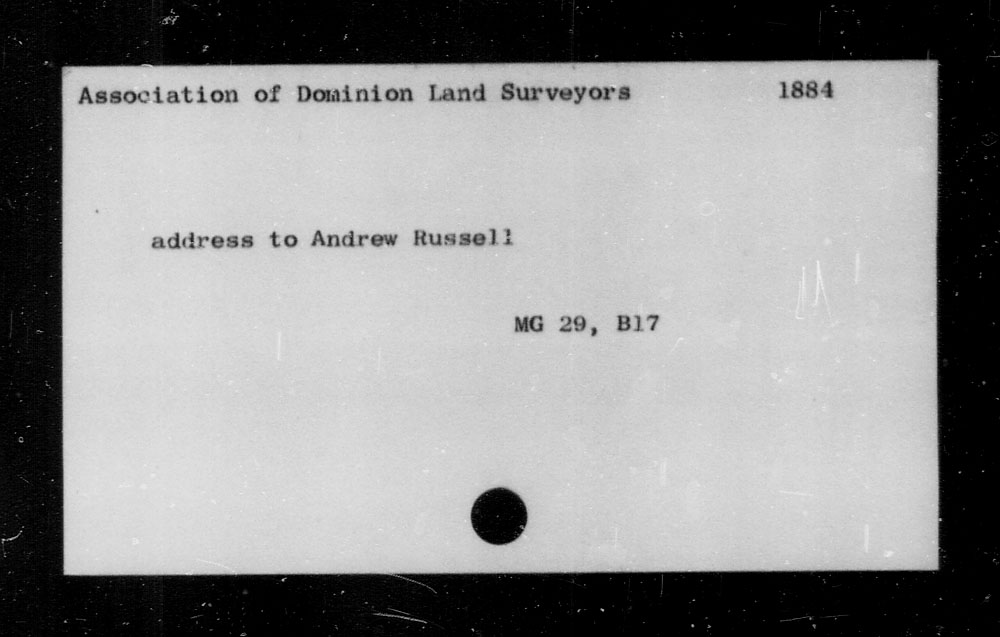 Association of Dominion Land Surveyors 1884
address to Andrew Russell
MG 29, B17